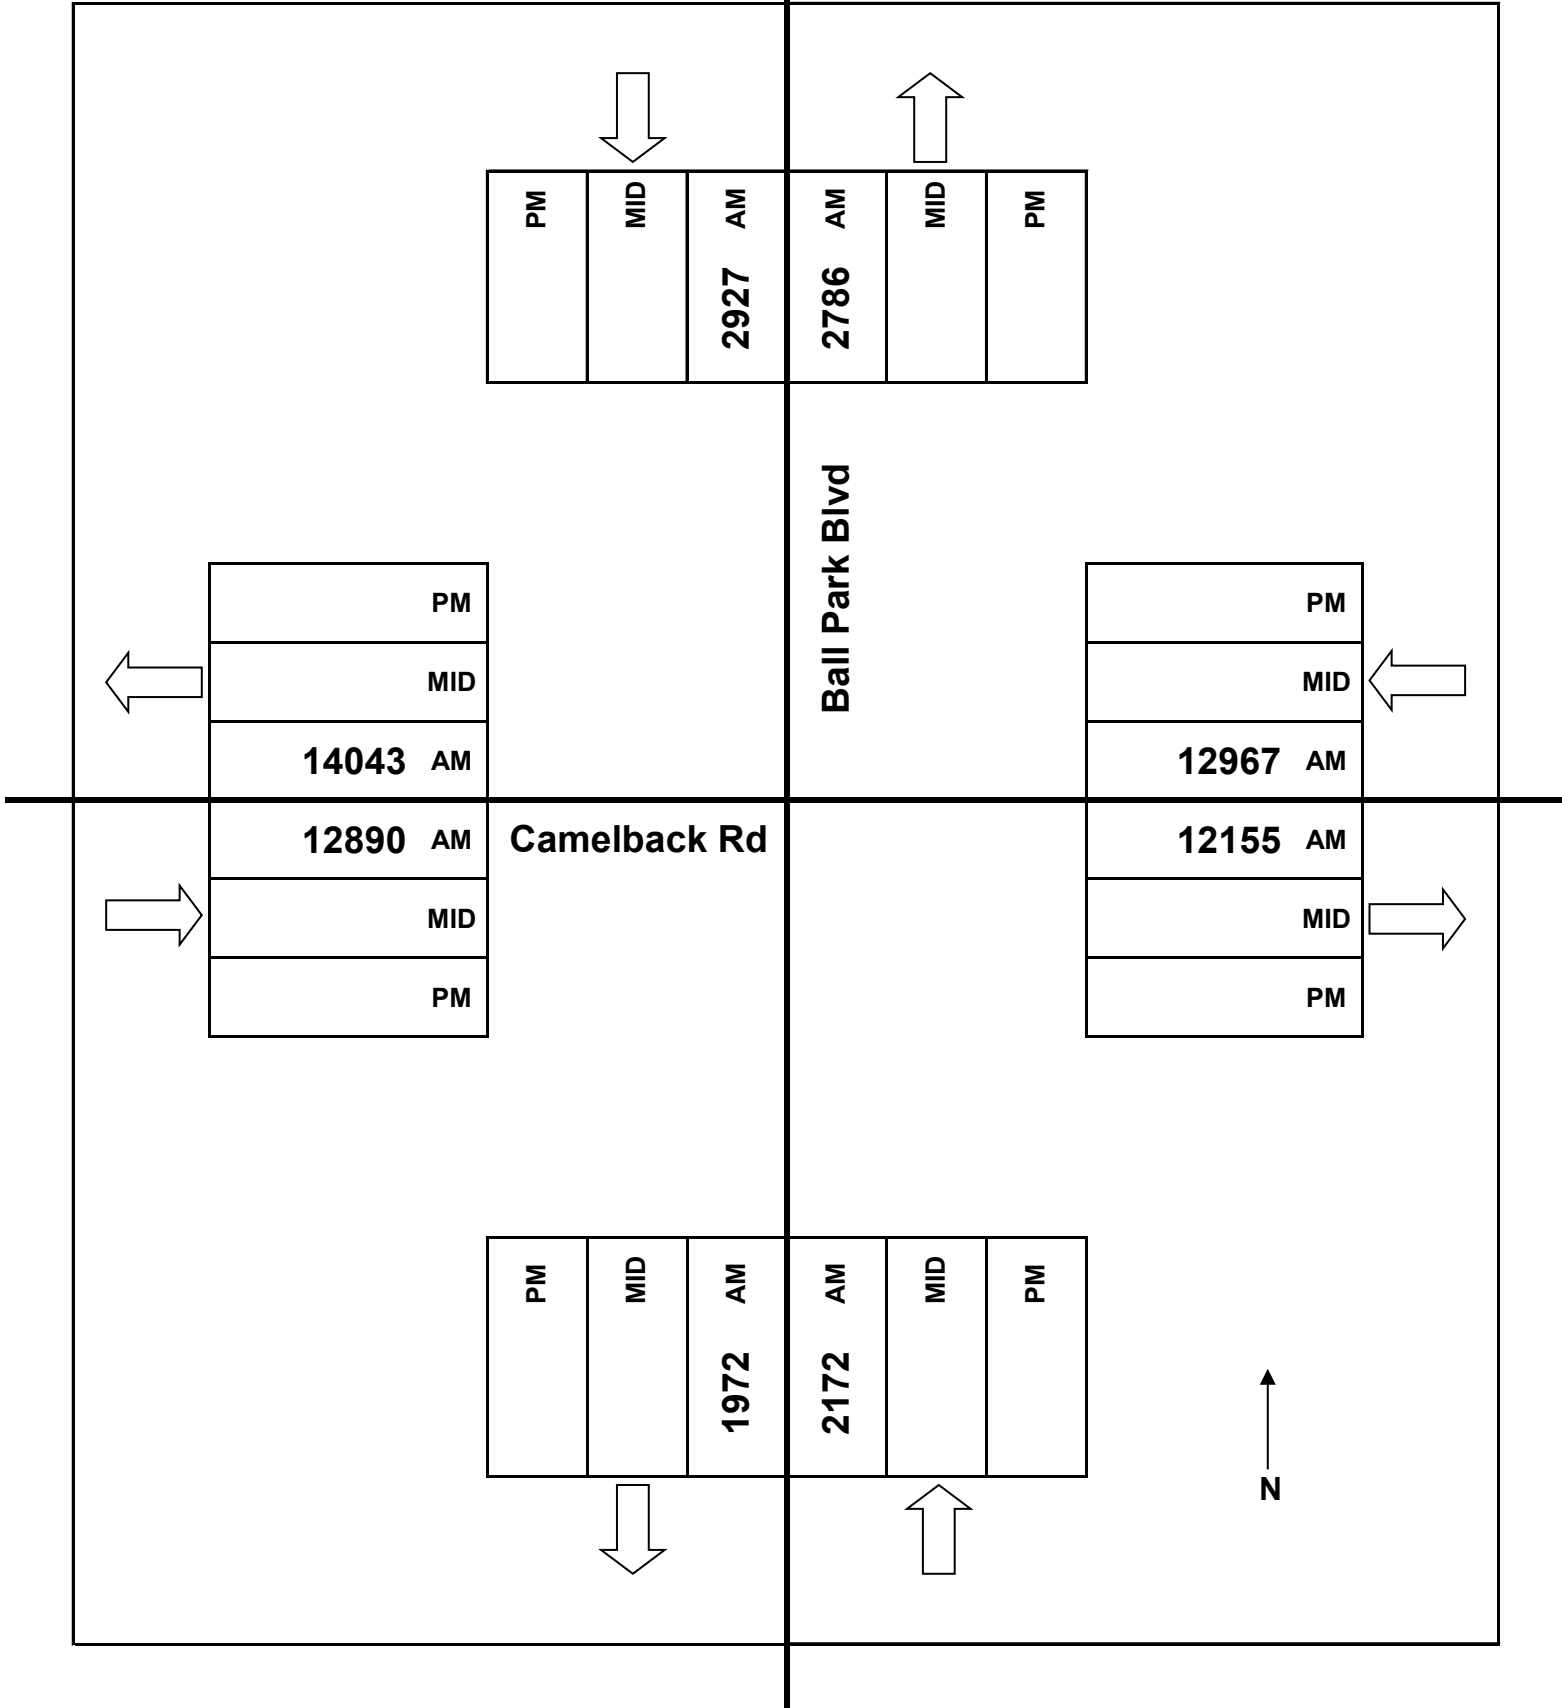 PM MID AM AM MID PM
2927 2786
Ball Park Blvd
PM PM
MID MID
14043 AM 12967 AM
12890 AM Camelback Rd 12155 AM
MID MID
PM PM
PM MID AM AM MID PM
1972 2172
N